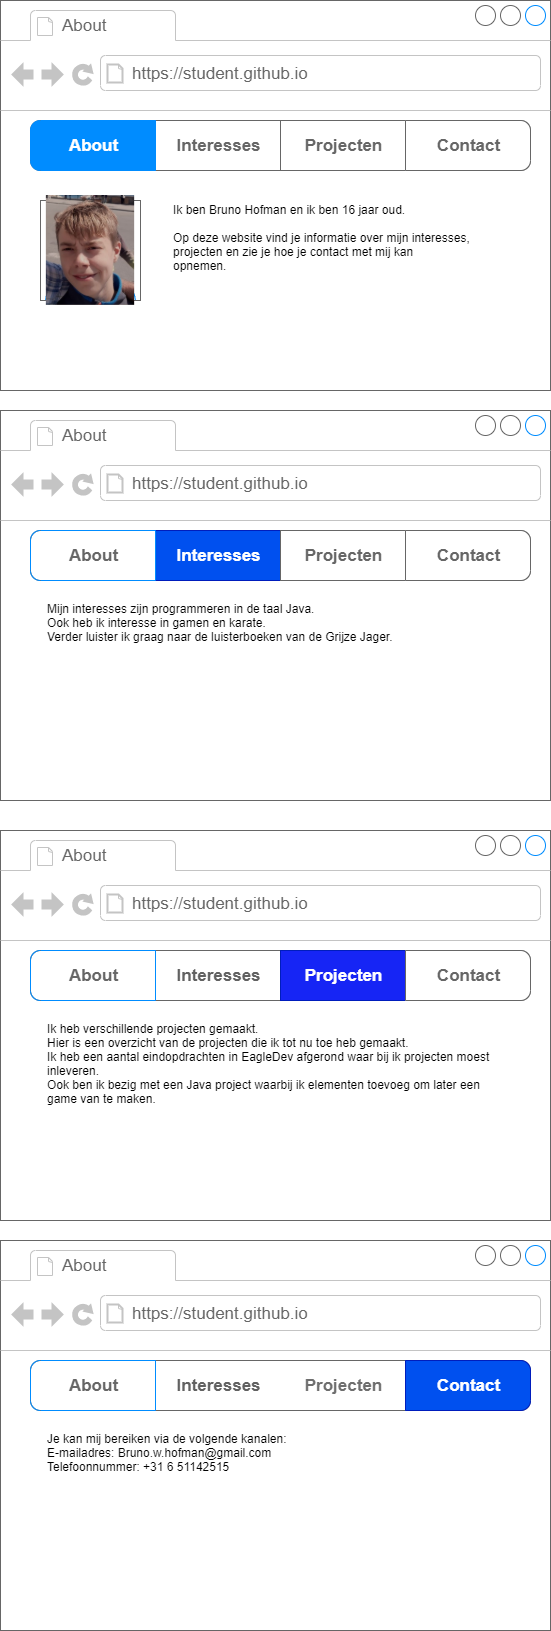 About
https://student.github.io
About Interesses Projecten Contact
Ik ben Bruno Hofman en ik ben 16 jaar oud.
Op deze website vind je informatie over mijn interesses,
projecten en zie je hoe je contact met mij kan
opnemen.
About
https://student.github.io
About Interesses Projecten Contact
Mijn interesses zijn programmeren in de taal Java.
Ook heb ik interesse in gamen en karate.
Verder luister ik graag naar de luisterboeken van de Grijze Jager.
About
https://student.github.io
About Interesses Projecten Contact
Ik heb verschillende projecten gemaakt.
Hier is een overzicht van de projecten die ik tot nu toe heb gemaakt.
Ik heb een aantal eindopdrachten in EagleDev afgerond waar bij ik projecten moest
inleveren.
Ook ben ik bezig met een Java project waarbij ik elementen toevoeg om later een
game van te maken.
About
https://student.github.io
About Interesses Projecten Contact
Je kan mij bereiken via de volgende kanalen:
E-mailadres: Bruno.w.hofman@gmail.com
Telefoonnummer: +31 6 51142515